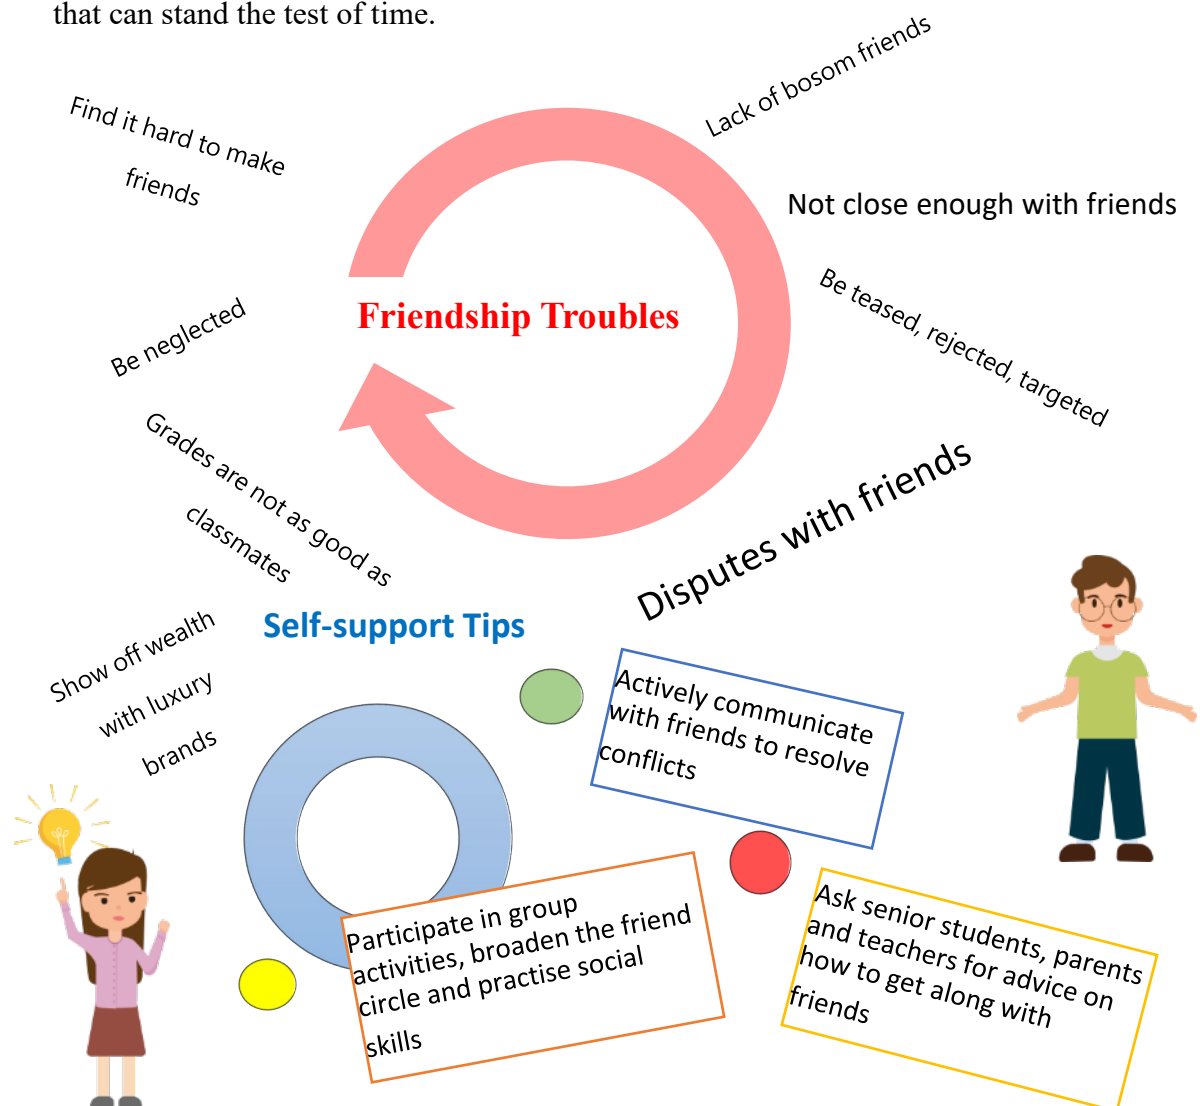 that can stand the test of time.
Lack of bosom friends
Find it hard to make
friends
Not close enough with friends
Be teased, rejected, targeted
Friendship Troubles
Be neglected
Grades are not as good as
classmates
Disputes with friends
Self-support Tips
Show off wealth
with luxury
brands
Actively communicate
with friends to resolve
conflicts
Participate in group
activities, broaden the friend
circle and practise social
skills
Ask senior students, parents
and teachers for advice on
how to get along with
friends